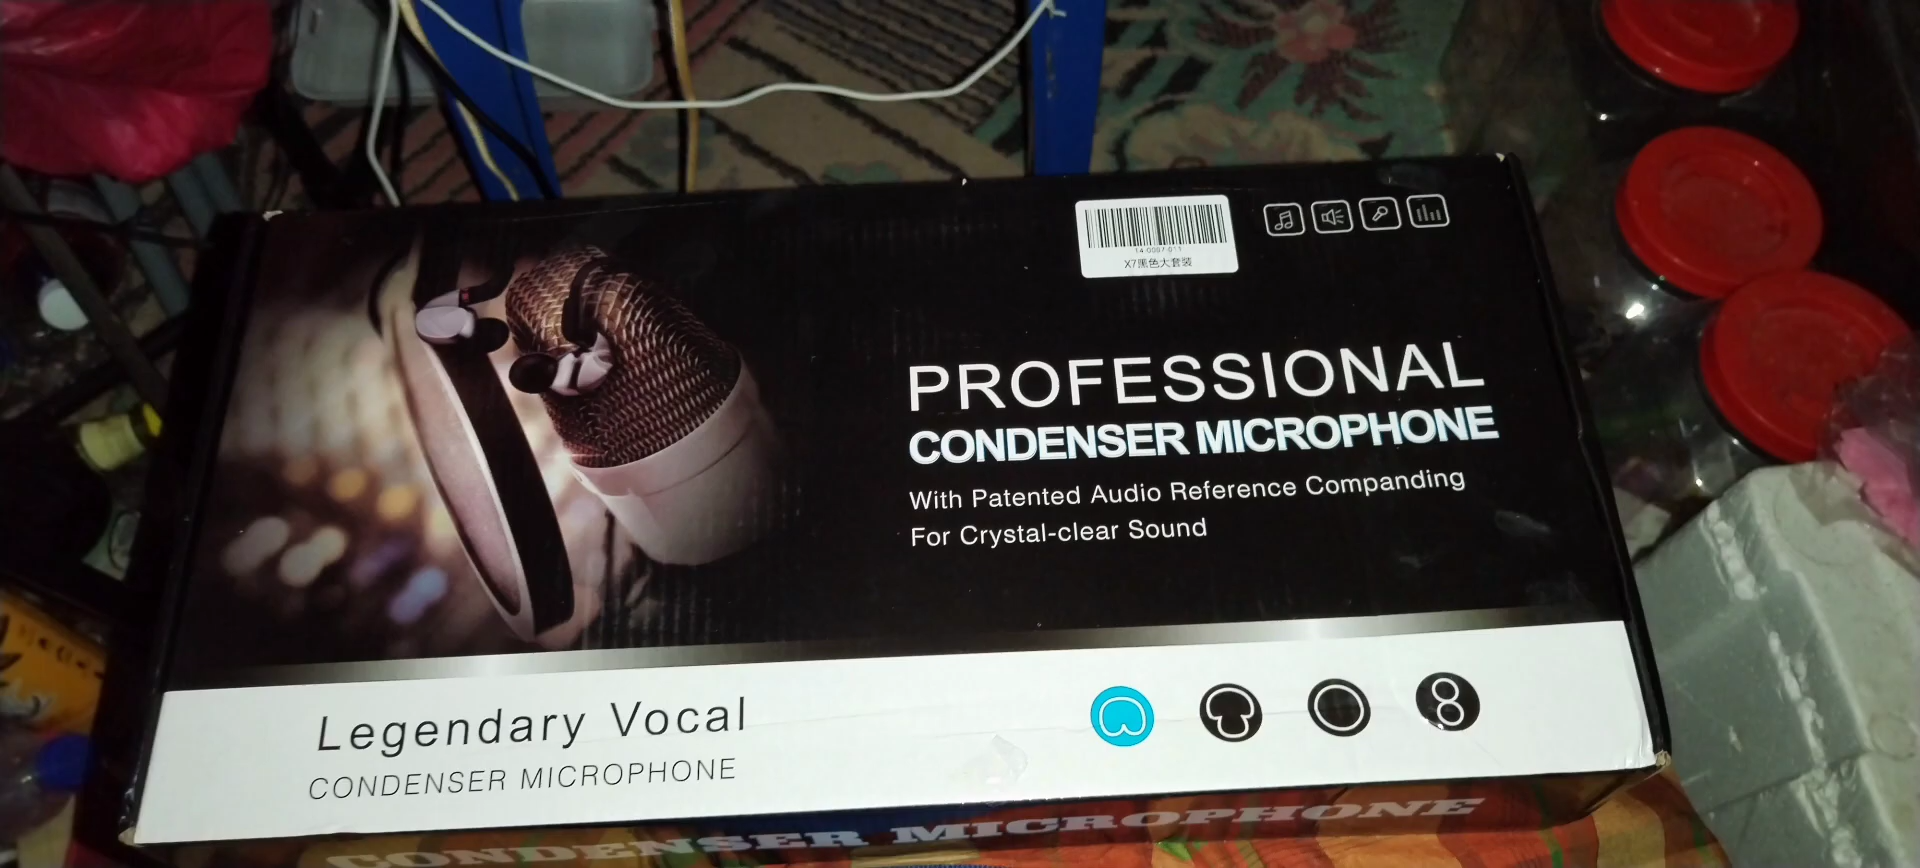 X7黑色大套装
PROFESSIONAL
CONDENSER MICROPHONE
With Patented Audio Reference Companding
For Crystal-clear Sound
Legendary Vocal
CONDENSER MICROPHONE
CONDENSER MICROPHONE